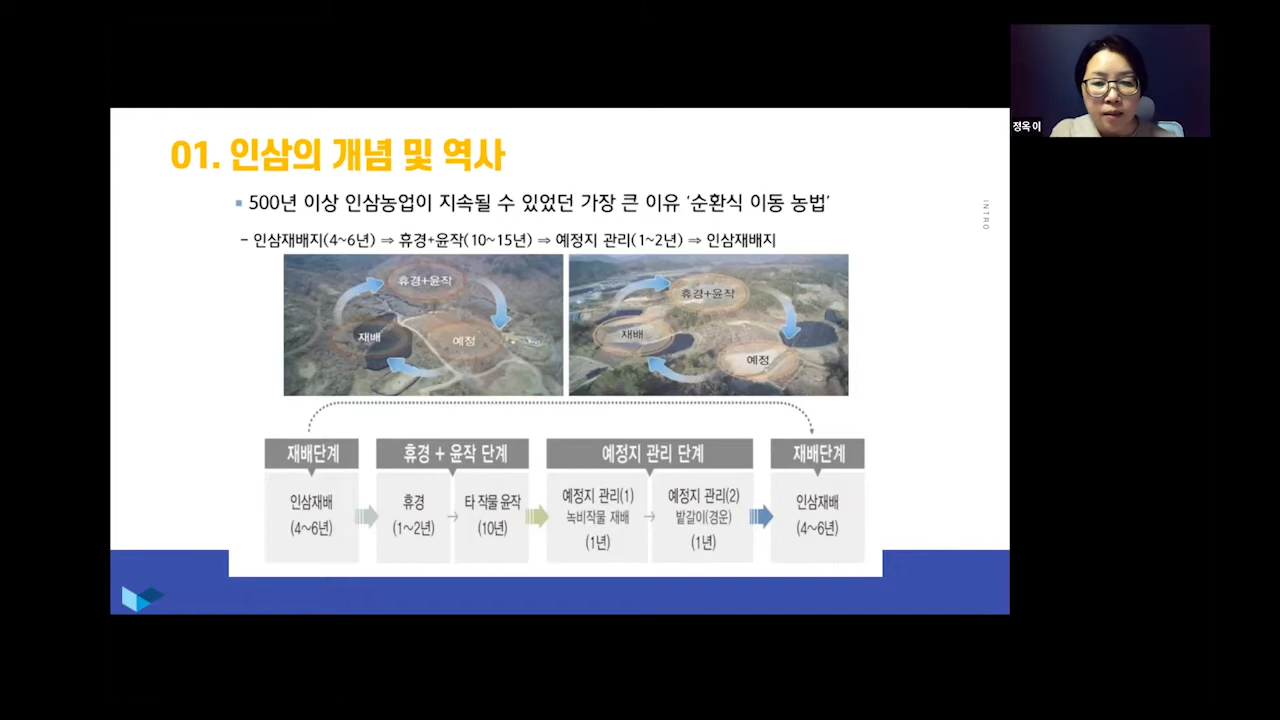 01. 인삼의 개념 및 역사
▪ 500년 이상 인삼농업이 지속될 수 있었던 가장 큰 이유 ‘순환식 이동 농법’
- 인삼재배지(4~6년) ⇒ 휴경+윤작(10~15년) ⇒ 예정지 관리(1~2년) ⇒ 인삼재배지
휴경+윤작
재배
예정
휴경+윤작
재배
예정
재배단계
인삼재배
(4~6년)
휴경 + 윤작 단계
휴경
(1~2년)
타 작물 윤작
(10년)
예정지 관리 단계
예정지 관리(1)
녹비작물 재배
(1년)
예정지 관리(2)
밭갈이(경운)
(1년)
재배단계
인삼재배
(4~6년)
INTRO
정옥 이